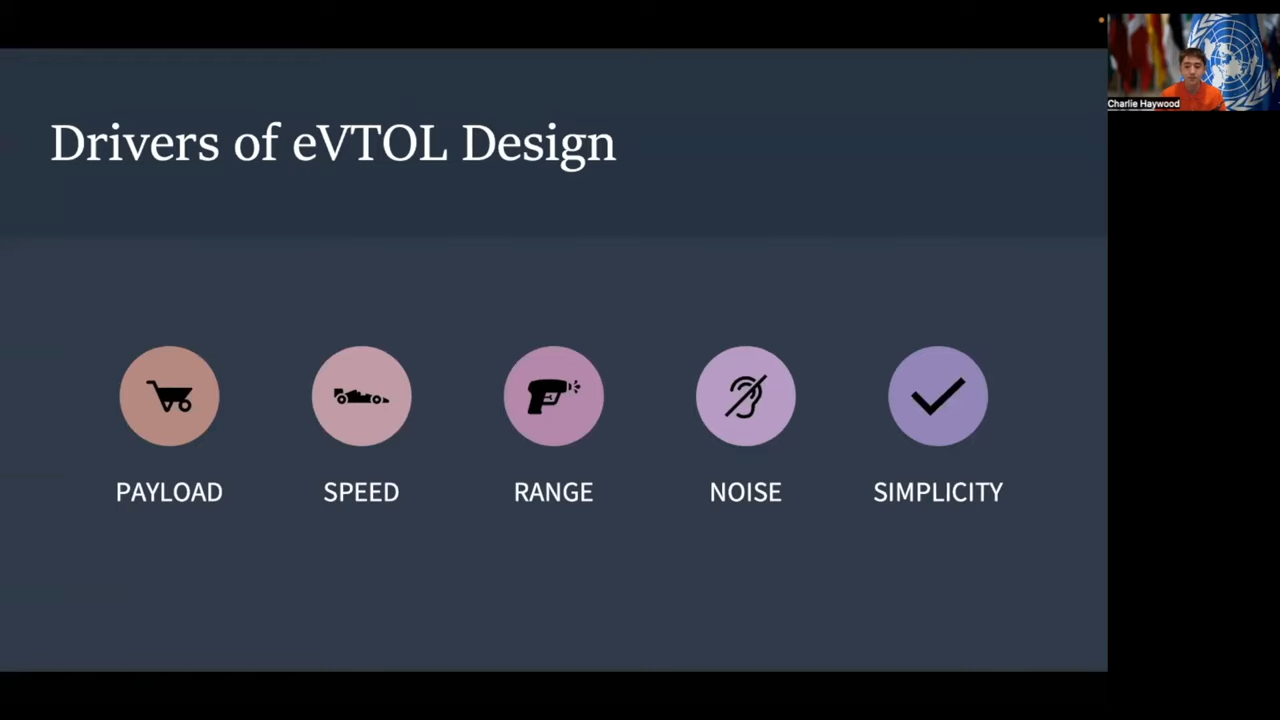 Drivers of eVTOL Design
Charlie Haywood
PAYLOAD
SPEED
RANGE
NOISE
SIMPLICITY